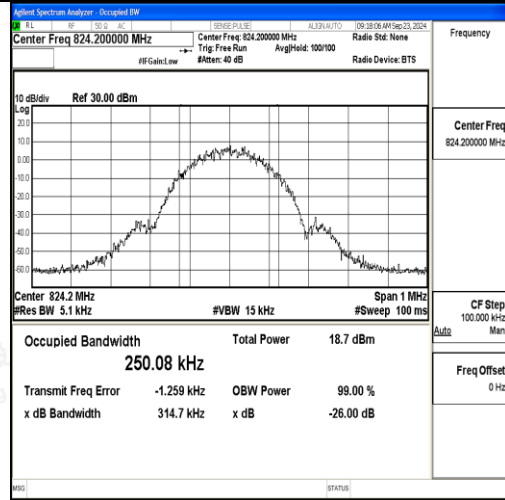 Agilent Spectrum Analyzer - Occupied BW
RL RF 50 Ω AC SENSE:PULSE ALIGN AUTO 09:18:06 AM Sep 23, 2024
Center Freq 824.200000 MHz
Center Freq: 824.200000 MHz
Radio Std: None
Trig: Free Run Avg|Hold: 100/100
#IFGain:Low #Atten: 40 dB Radio Device: BTS
10 dB/div Ref 30.00 dBm
Log
20.0
10.0
0.00
-10.0
-20.0
-30.0
-40.0
-50.0
-60.0
Center 824.2 MHz Span 1 MHz
#Res BW 5.1 kHz #VBW 15 kHz #Sweep 100 ms
Occupied Bandwidth Total Power 18.7 dBm
250.08 kHz
Transmit Freq Error -1.259 kHz OBW Power 99.00 %
x dB Bandwidth 314.7 kHz x dB -26.00 dB
MSG STATUS
Frequency
Center Freq
824.200000 MHz
CF Step
100.000 kHz
Auto Man
Freq Offset
0 Hz